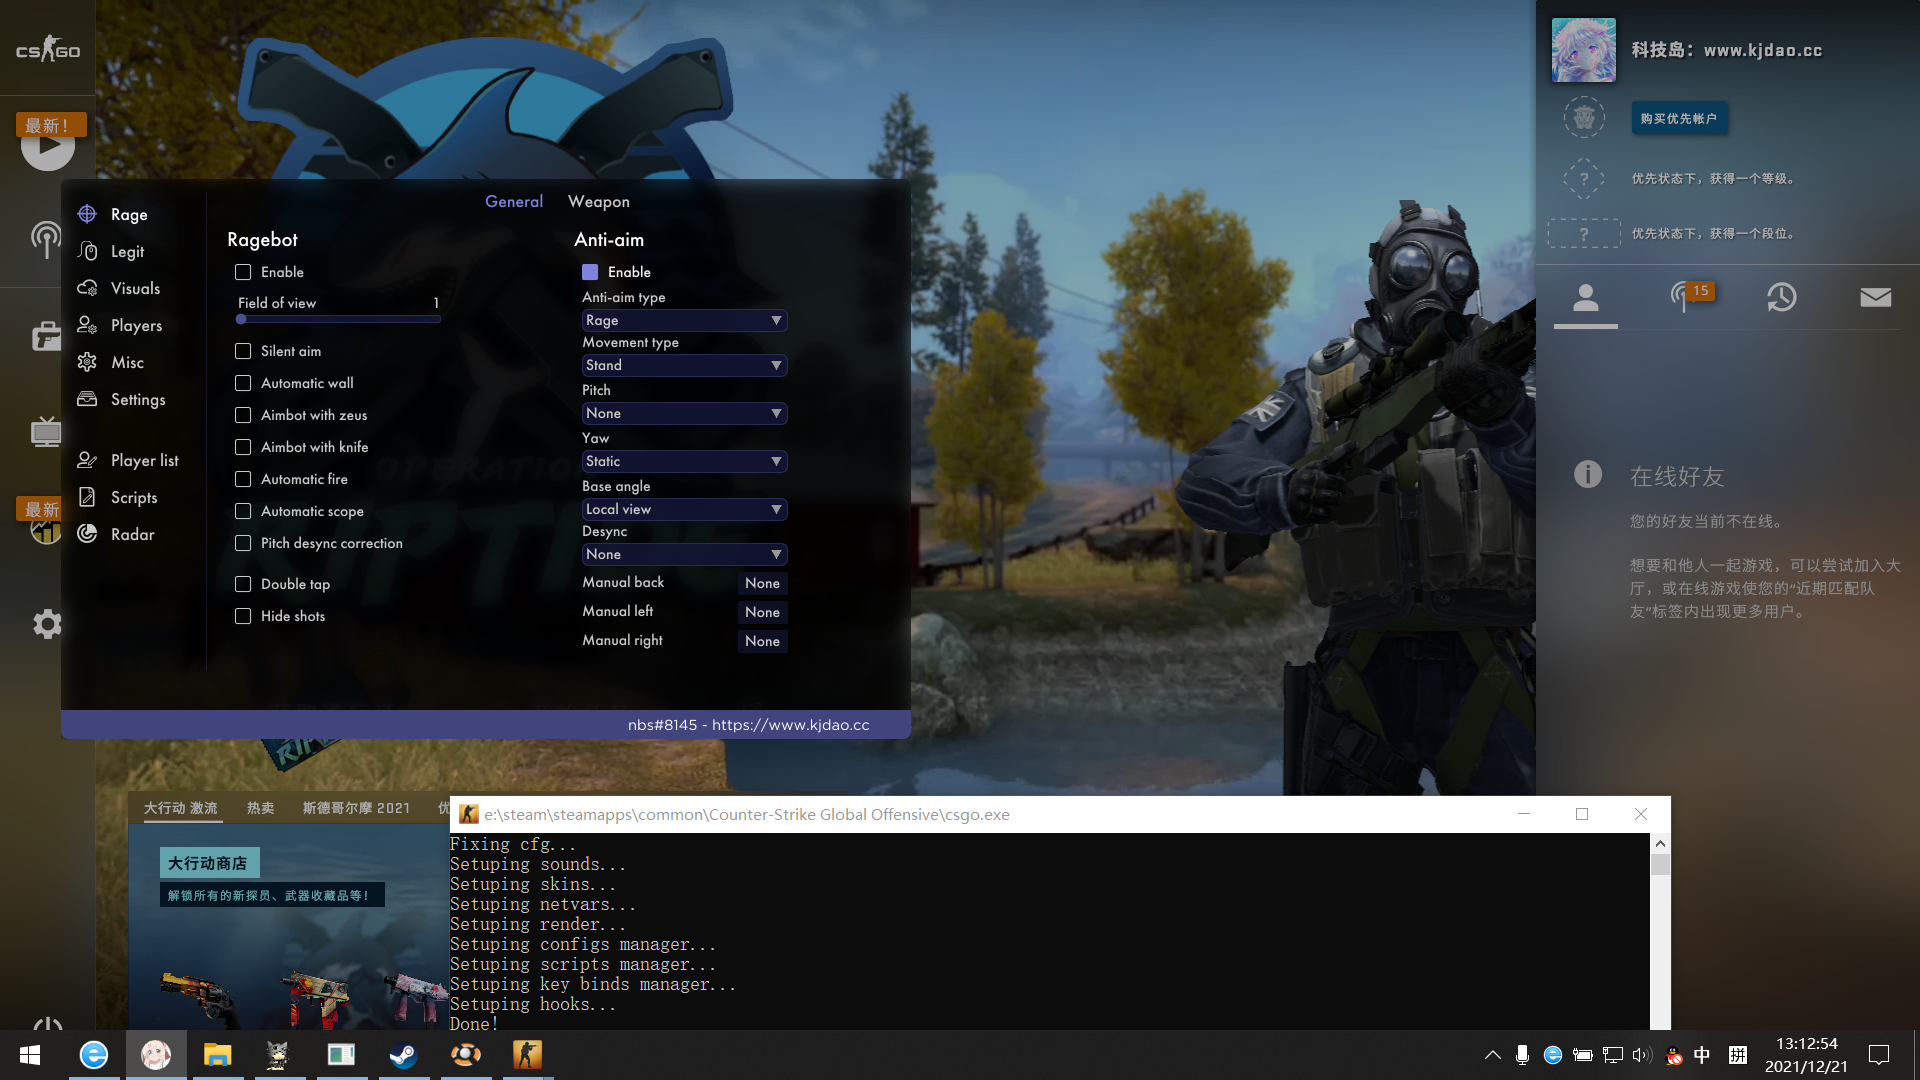 CS GO
最新！
最新
Rage
Legit
Visuals
Players
Misc
Settings
Player list
Scripts
Radar
General
Weapon
Ragebot
Enable
Field of view
1
Silent aim
Automatic wall
Aimbot with zeus
Aimbot with knife
Automatic fire
Automatic scope
Pitch desync correction
Double tap
Hide shots
Anti-aim
Enable
Anti-aim type
Rage
Movement type
Stand
Pitch
None
Yaw
Static
Base angle
Local view
Desync
None
Manual back
None
Manual left
None
Manual right
None
OPERATION
RIPTIDE
nbs#8145 - https://www.kjdao.cc
科技岛：www.kjdao.cc
购买优先帐户
?
优先状态下，获得一个等级。
?
优先状态下，获得一个段位。
15
在线好友
您的好友当前不在线。
想要和他人一起游戏，可以尝试加入大
厅，或在线游戏使您的“近期匹配队
友”标签内出现更多用户。
大行动 激流
热卖
斯德哥尔摩 2021
大行动商店
解锁所有的新探员、武器收藏品等！
e:\steam\steamapps\common\Counter-Strike Global Offensive\csgo.exe
Fixing cfg...
Setuping sounds...
Setuping skins...
Setuping netvars...
Setuping render...
Setuping configs manager...
Setuping scripts manager...
Setuping key binds manager...
Setuping hooks...
Done!
中
拼
13:12:54
2021/12/21